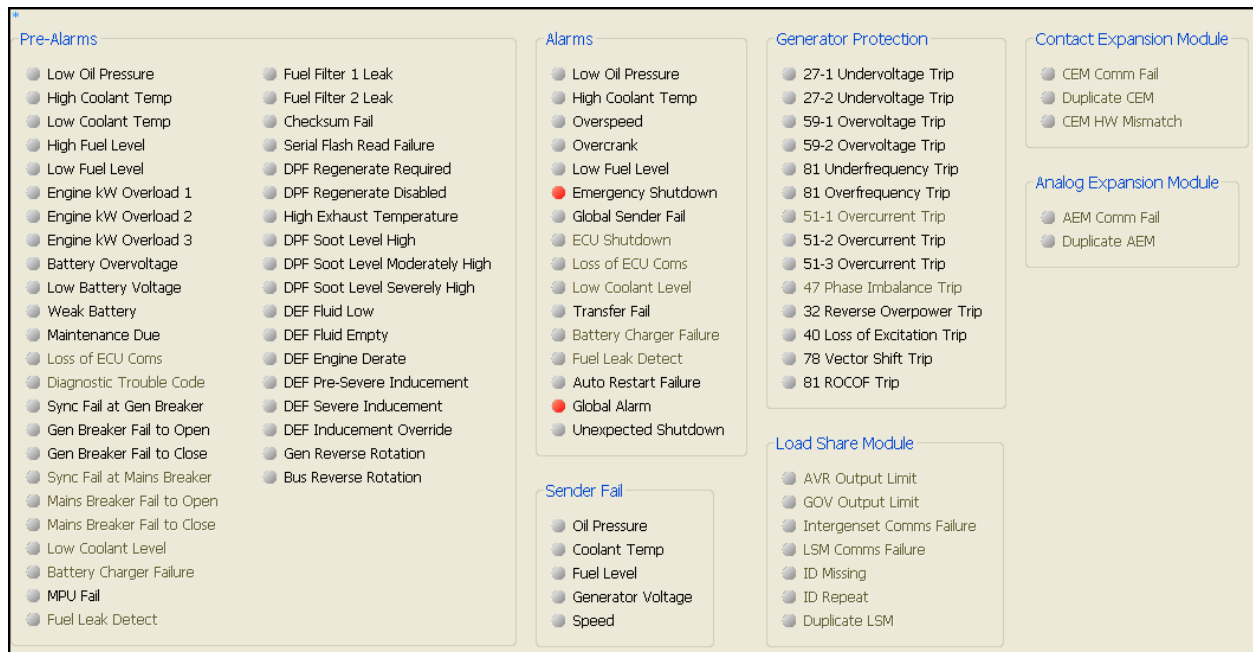 *
Pre-Alarms
Low Oil Pressure
High Coolant Temp
Low Coolant Temp
High Fuel Level
Low Fuel Level
Engine kW Overload 1
Engine kW Overload 2
Engine kW Overload 3
Battery Overvoltage
Low Battery Voltage
Weak Battery
Maintenance Due
Loss of ECU Coms
Diagnostic Trouble Code
Sync Fail at Gen Breaker
Gen Breaker Fail to Open
Gen Breaker Fail to Close
Sync Fail at Mains Breaker
Mains Breaker Fail to Open
Mains Breaker Fail to Close
Low Coolant Level
Battery Charger Failure
MPU Fail
Fuel Leak Detect
Fuel Filter 1 Leak
Fuel Filter 2 Leak
Checksum Fail
Serial Flash Read Failure
DPF Regenerate Required
DPF Regenerate Disabled
High Exhaust Temperature
DPF Soot Level High
DPF Soot Level Moderately High
DPF Soot Level Severely High
DEF Fluid Low
DEF Fluid Empty
DEF Engine Derate
DEF Pre-Severe Inducement
DEF Severe Inducement
DEF Inducement Override
Gen Reverse Rotation
Bus Reverse Rotation
Alarms
Low Oil Pressure
High Coolant Temp
Overspeed
Overcrank
Low Fuel Level
Emergency Shutdown
Global Sender Fail
ECU Shutdown
Loss of ECU Coms
Low Coolant Level
Transfer Fail
Battery Charger Failure
Fuel Leak Detect
Auto Restart Failure
Global Alarm
Unexpected Shutdown
Sender Fail
Oil Pressure
Coolant Temp
Fuel Level
Generator Voltage
Speed
Generator Protection
27-1 Undervoltage Trip
27-2 Undervoltage Trip
59-1 Overvoltage Trip
59-2 Overvoltage Trip
81 Underfrequency Trip
81 Overfrequency Trip
51-1 Overcurrent Trip
51-2 Overcurrent Trip
51-3 Overcurrent Trip
47 Phase Imbalance Trip
32 Reverse Overpower Trip
40 Loss of Excitation Trip
78 Vector Shift Trip
81 ROCOF Trip
Load Share Module
AVR Output Limit
GOV Output Limit
Intergenset Comms Failure
LSM Comms Failure
ID Missing
ID Repeat
Duplicate LSM
Contact Expansion Module
CEM Comm Fail
Duplicate CEM
CEM HW Mismatch
Analog Expansion Module
AEM Comm Fail
Duplicate AEM